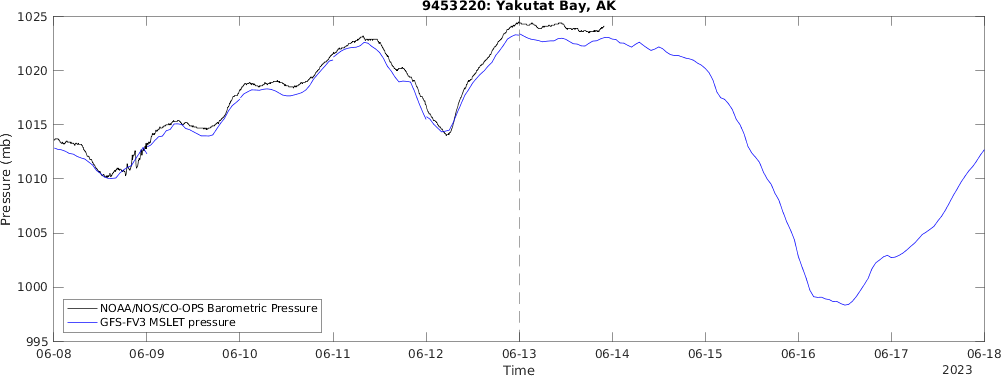 9453220: Yakutat Bay, AK
Pressure (mb)
1025
1020
1015
1010
1005
1000
995
NOAA/NOS/CO-OPS Barometric Pressure
GFS-FV3 MSLET pressure
06-08 06-09 06-10 06-11 06-12 06-13 06-14 06-15 06-16 06-17 06-18
Time
2023